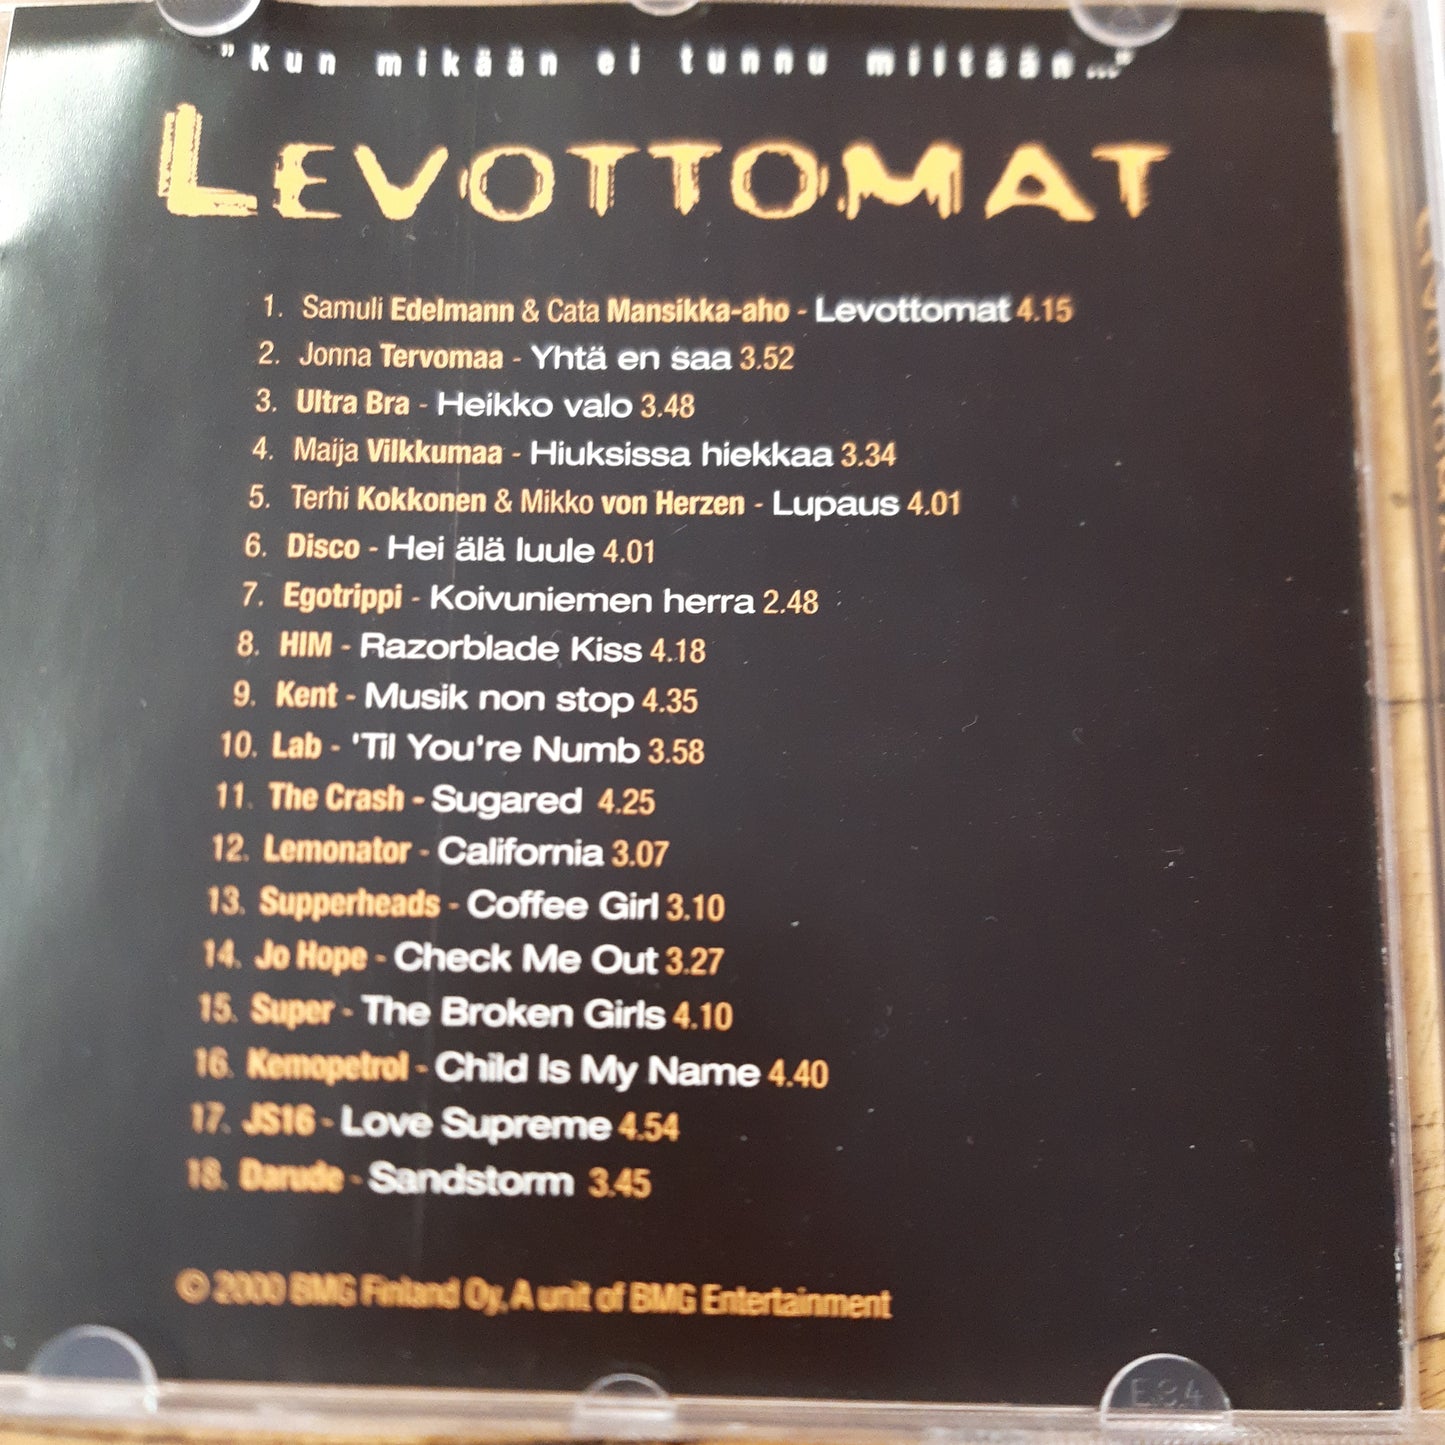 "Kun mikään ei tunnu miltään..."
LEVOTTOMAT
1. Samuli Edelmann & Cata Mansikka-aho - Levottomat 4.15
2. Jonna Tervomaa - Yhtä en saa 3.52
3. Ultra Bra - Heikko valo 3.48
4. Maija Vilkkumaa - Hiuksissa hiekkaa 3.34
5. Terhi Kokkonen & Mikko von Herzen - Lupaus 4.01
6. Disco - Hei älä luule 4.01
7. Egotrippi - Koivuniemen herra 2.48
8. HIM - Razorblade Kiss 4.18
9. Kent - Musik non stop 4.35
10. Lab - 'Til You're Numb 3.58
11. The Crash - Sugared 4.25
12. Lemonator - California 3.07
13. Supperheads - Coffee Girl 3.10
14. Jo Hope - Check Me Out 3.27
15. Super - The Broken Girls 4.10
16. Kemopetrol - Child Is My Name 4.40
17. JS16 - Love Supreme 4.54
18. Darude - Sandstorm 3.45
© 2000 BMG Finland Oy, A unit of BMG Entertainment